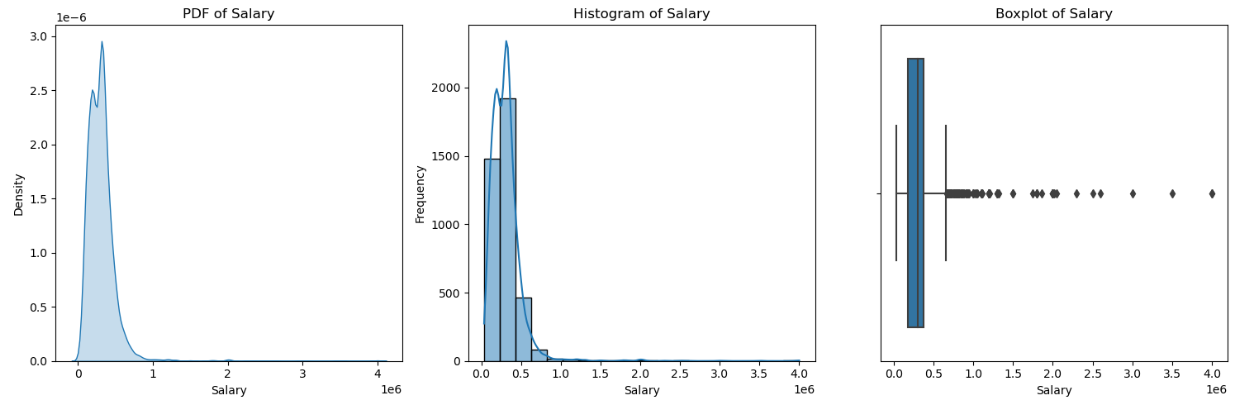 PDF of Salary
1e−6
3.0
2.5
2.0
1.5
1.0
0.5
0.0
Density
0 1 2 3 4
1e6
Salary
Histogram of Salary
2000
1500
1000
500
0
Frequency
0.0 0.5 1.0 1.5 2.0 2.5 3.0 3.5 4.0
1e6
Salary
Boxplot of Salary
0.0 0.5 1.0 1.5 2.0 2.5 3.0 3.5 4.0
1e6
Salary